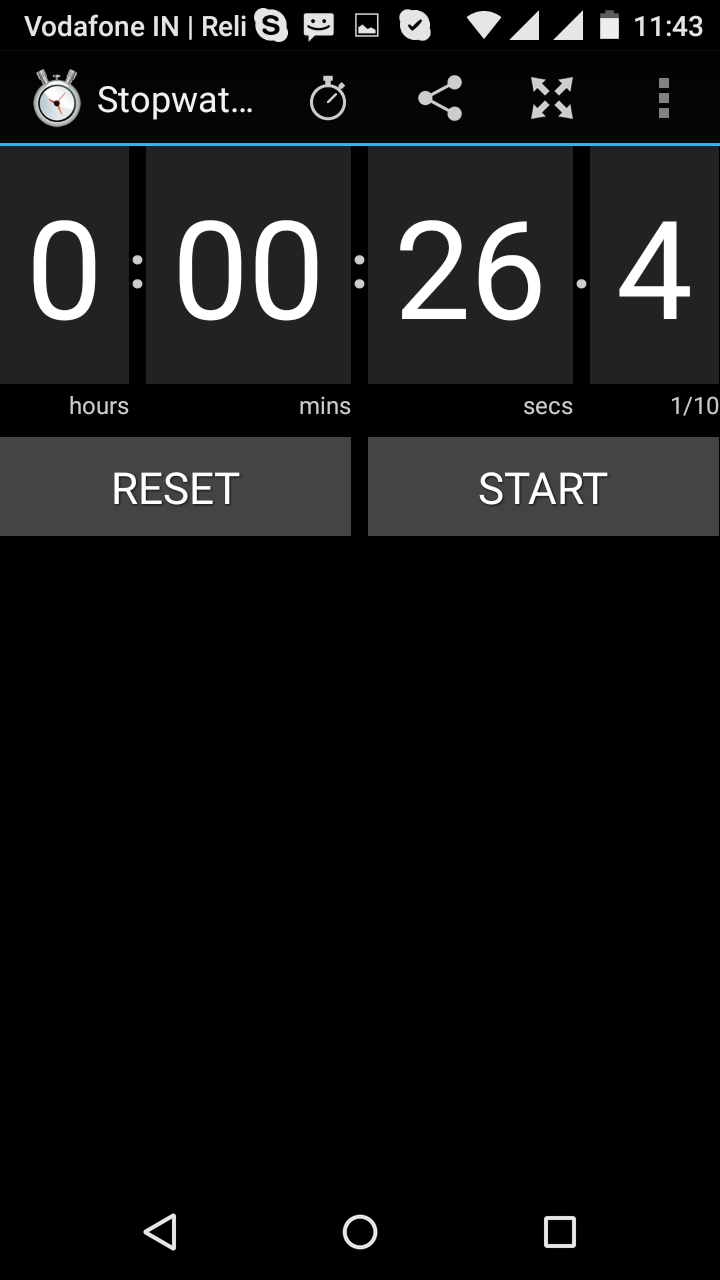 Vodafone IN | Reli 11:43
Stopwat...
0 : 00 : 26 . 4
hours mins secs 1/10
RESET START